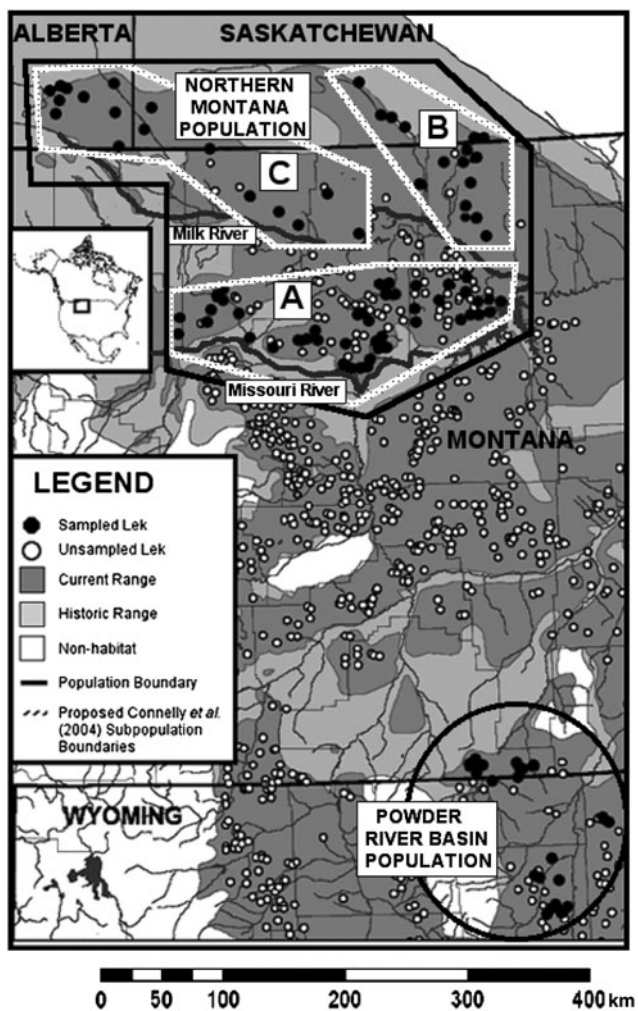 ALBERTA
SASKATCHEWAN
NORTHERN
MONTANA
POPULATION
B
C
Milk River
A
Missouri River
MONTANA
LEGEND
Sampled Lek
Unsampled Lek
Current Range
Historic Range
Non-habitat
Population Boundary
Proposed Connelly et al.
(2004) Subpopulation
Boundaries
WYOMING
POWDER
RIVER BASIN
POPULATION
0 50 100 200 300 400 km